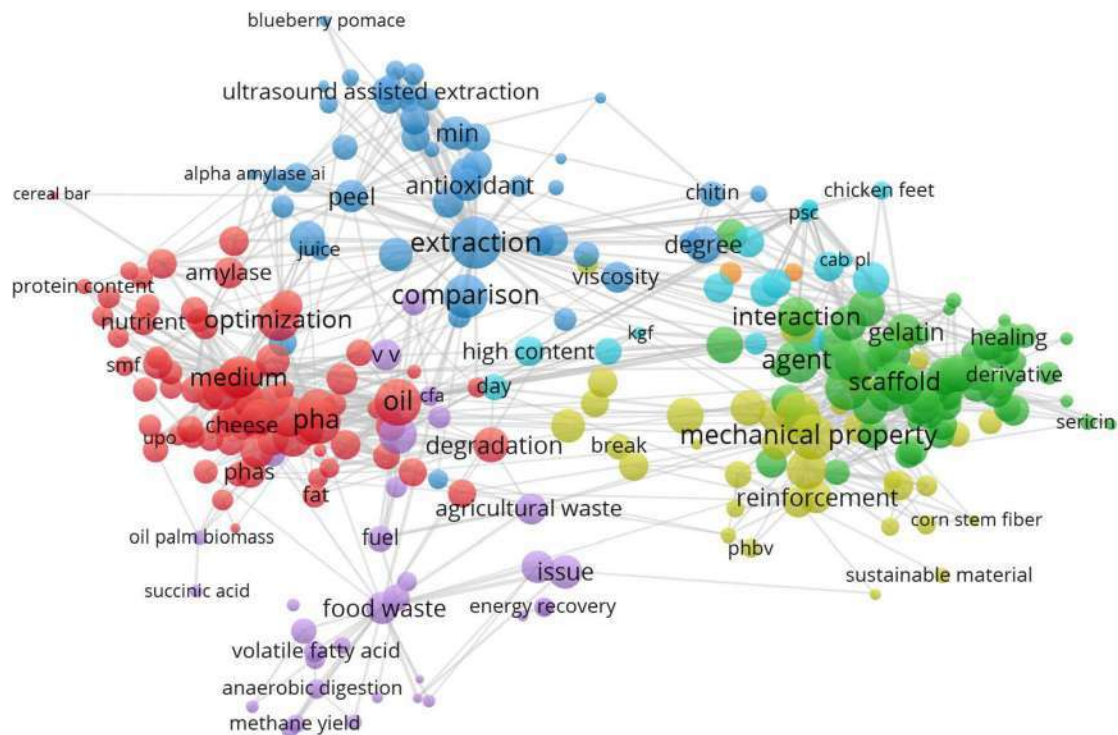 blueberry pomace
ultrasound assisted extraction
min
alpha amylase ai
antioxidant
chitin
chicken feet
cereal bar
peel
psc
juice
extraction
degree
cab pl
amylase
viscosity
protein content
comparison
nutrient
optimization
interaction
gelatin
kgf
healing
smf
v v
high content
agent
medium
day
scaffold
derivative
cfa
oil
cheese
pha
sericin
upo
degradation
break
mechanical property
phas
fat
reinforcement
agricultural waste
corn stem fiber
oil palm biomass
fuel
phbv
issue
sustainable material
succinic acid
food waste
energy recovery
volatile fatty acid
anaerobic digestion
methane yield